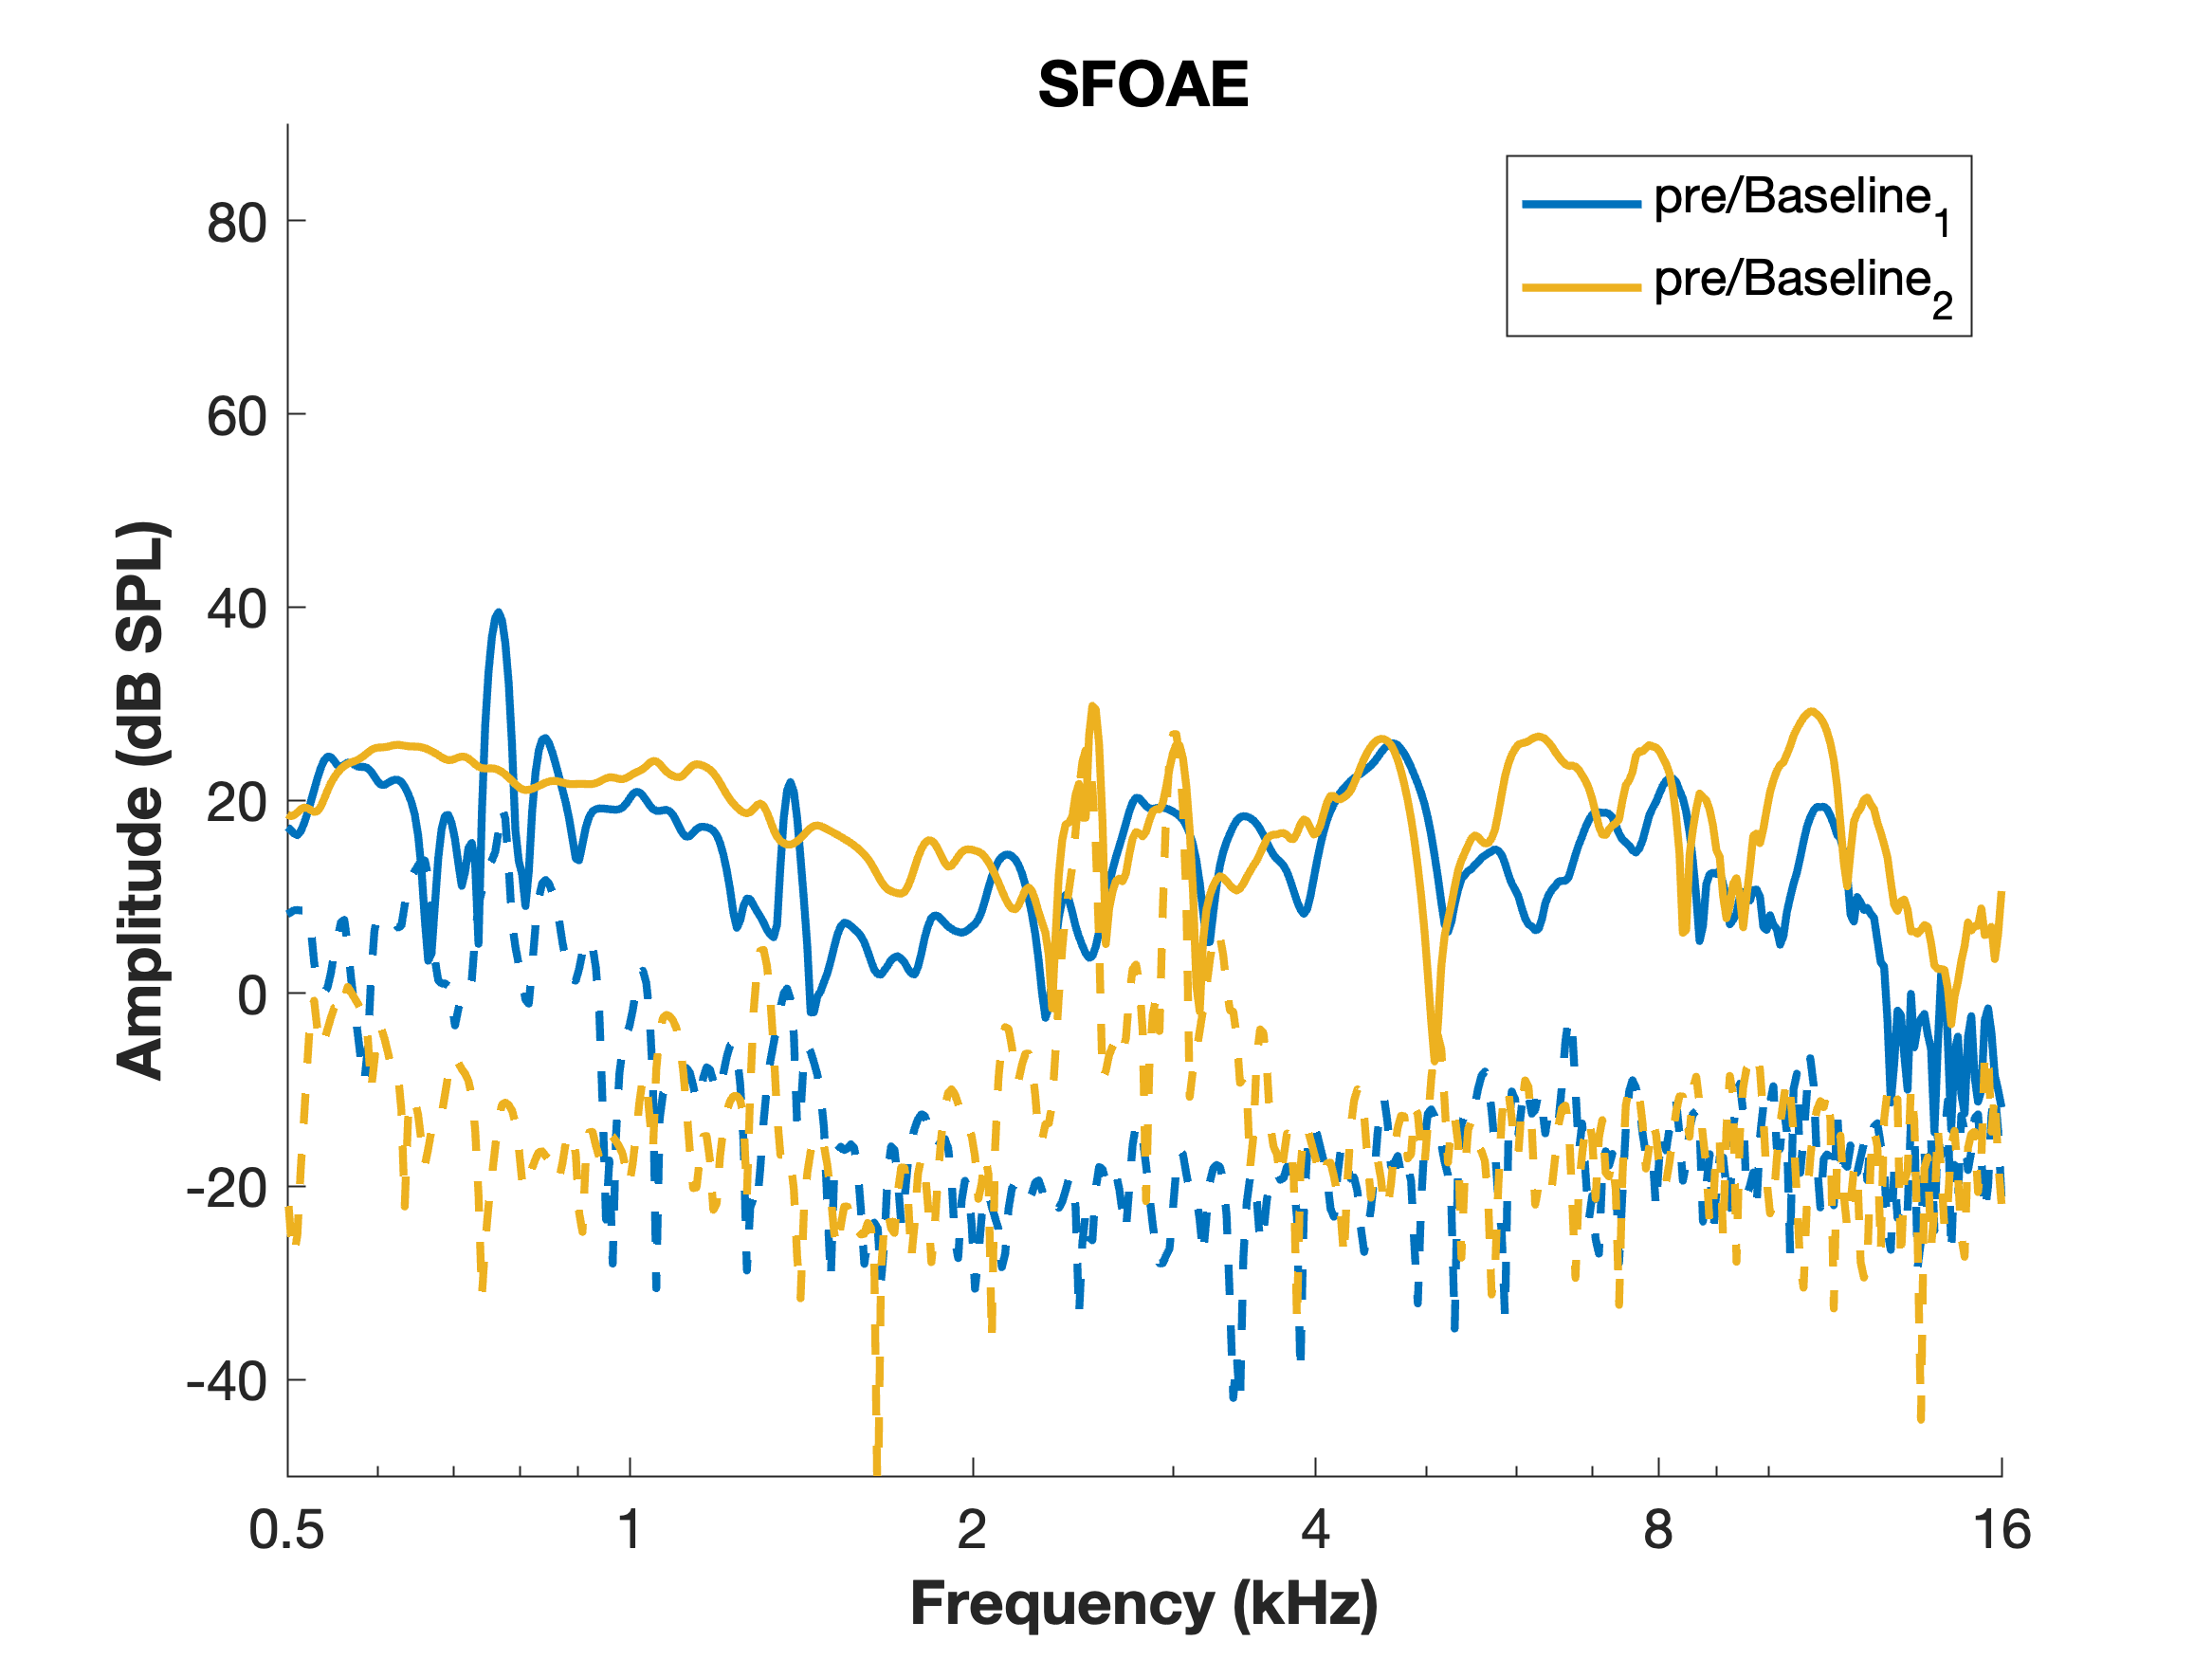 SFOAE
pre/Baseline1
pre/Baseline2
80
60
40
20
0
-20
-40
Amplitude (dB SPL)
0.5 1 2 4 8 16
Frequency (kHz)